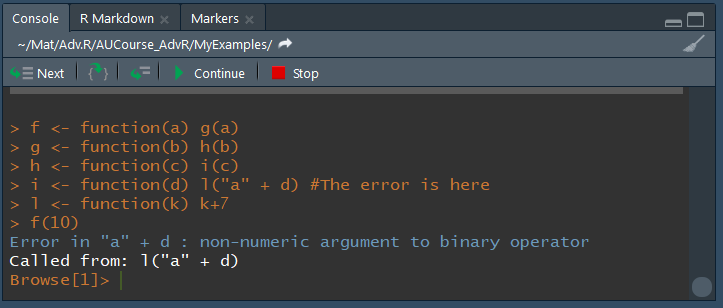 Console R Markdown Markers
~/Mat/Adv.R/AUCourse_AdvR/MyExamples/
Next {} Continue Stop
> f <- function(a) g(a)
> g <- function(b) h(b)
> h <- function(c) i(c)
> i <- function(d) l("a" + d) #The error is here
> l <- function(k) k+7
> f(10)
Error in "a" + d : non-numeric argument to binary operator
Called from: l("a" + d)
Browse[1]>